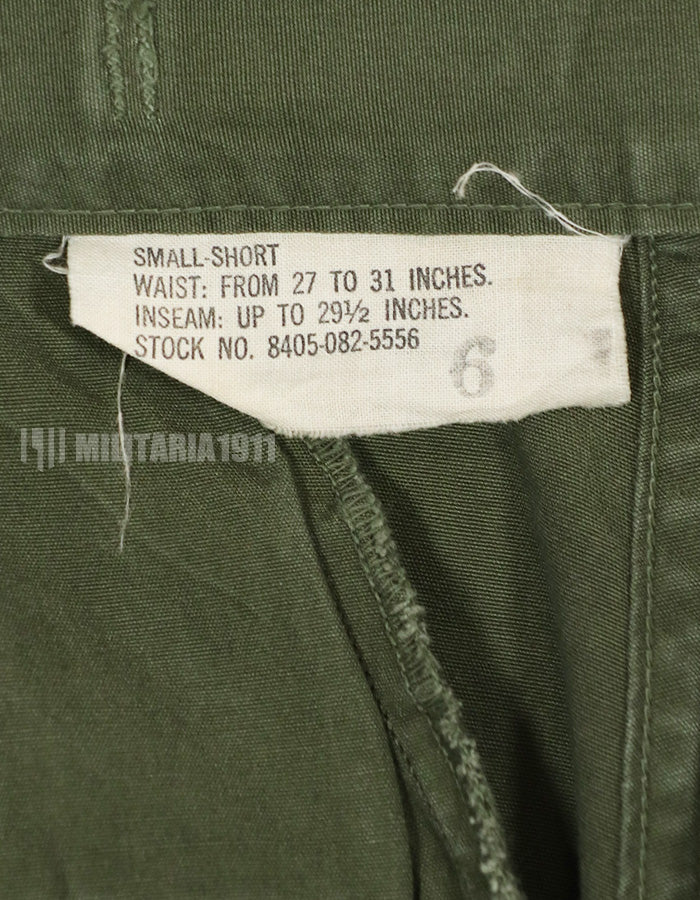 SMALL-SHORT
WAIST: FROM 27 TO 31 INCHES.
INSEAM: UP TO 29½ INCHES.
STOCK NO. 8405-082-5556
6
MILITARIA1911